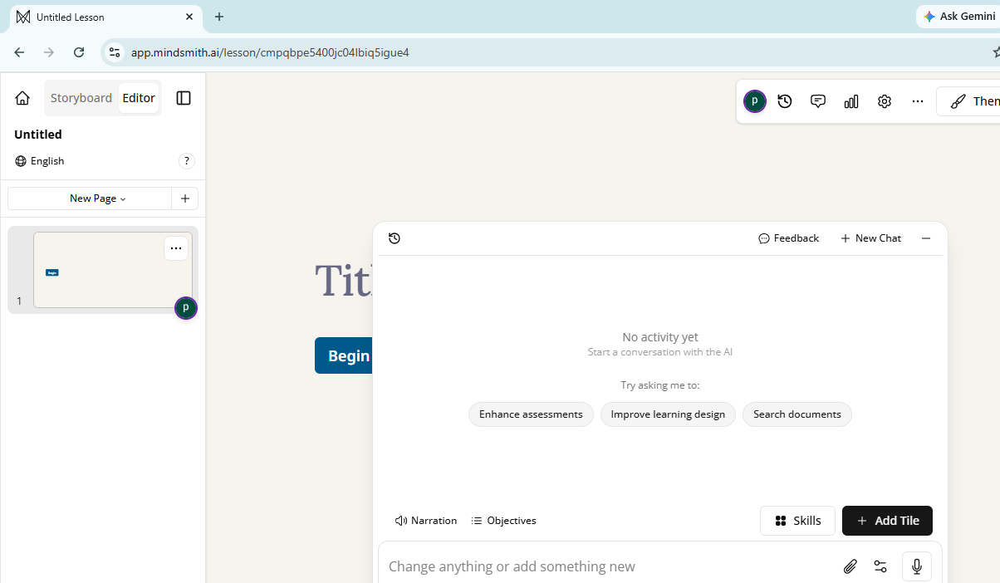 Untitled Lesson
Ask Gemini
app.mindsmith.ai/lesson/cmpqbpe5400jc04lbiq5igue4
Storyboard Editor
p
Them
Untitled
English
?
New Page
Begin
1
p
Feedback
New Chat
Titl
Begin
No activity yet
Start a conversation with the AI
Try asking me to:
Enhance assessments
Improve learning design
Search documents
Narration
Objectives
Skills
Add Tile
Change anything or add something new